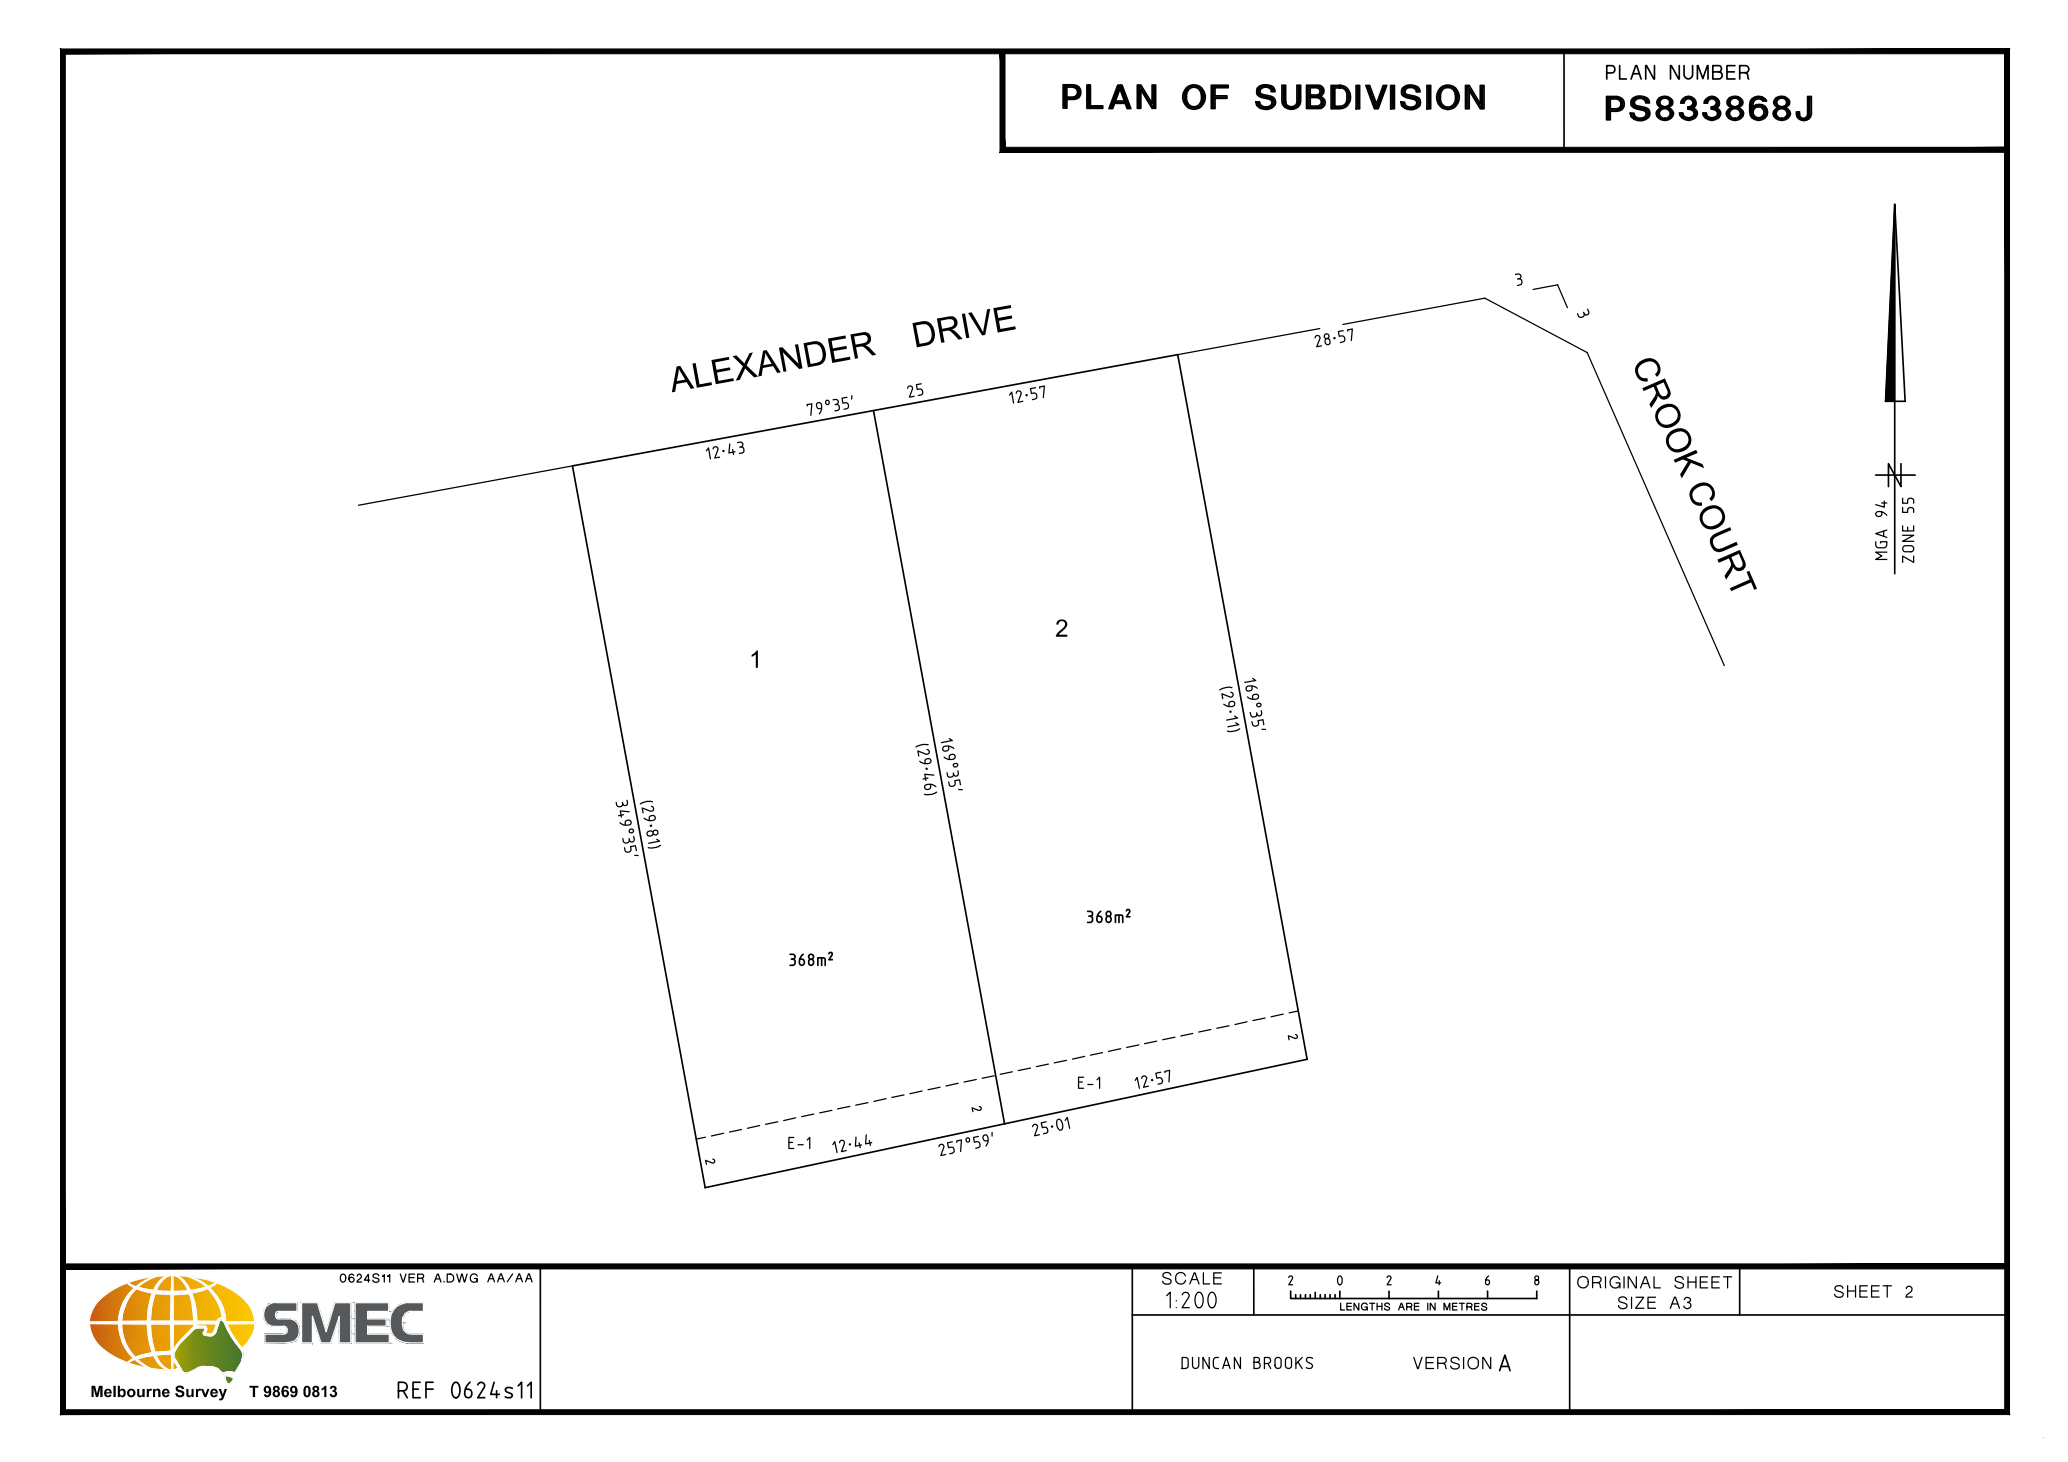 PLAN OF SUBDIVISION
PLAN NUMBER
PS833868J
ALEXANDER DRIVE
CROOK COURT
3
3
28·57
79°35'
25
12·57
12·43
MGA 94
ZONE 55
N
1
2
169°35'
(29·11)
169°35'
(29·46)
(29·81)
349°35'
368m²
368m²
2
E-1 12·57
2
E-1 12·44
2
257°59'
25·01
0624S11 VER A.DWG AA/AA
SMEC
Melbourne Survey T 9869 0813
REF 0624s11
SCALE
1:200
2 0 2 4 6 8
LENGTHS ARE IN METRES
ORIGINAL SHEET
SIZE A3
SHEET 2
DUNCAN BROOKS
VERSION A